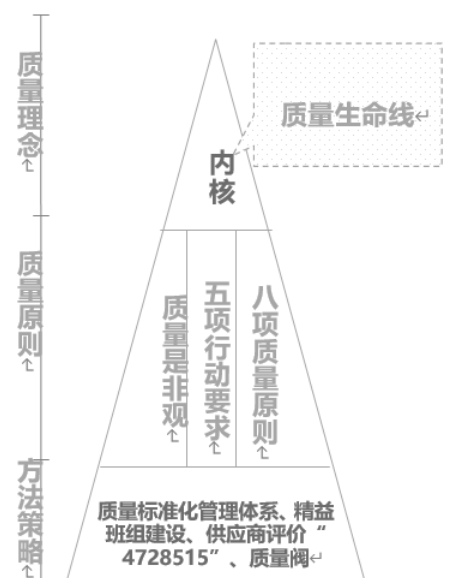 质量理念
质量生命线
内核
质量原则
质量是非观
五项行动要求
八项质量原则
方法策略
质量标准化管理体系、精益
班组建设、供应商评价“
4728515”、质量阀